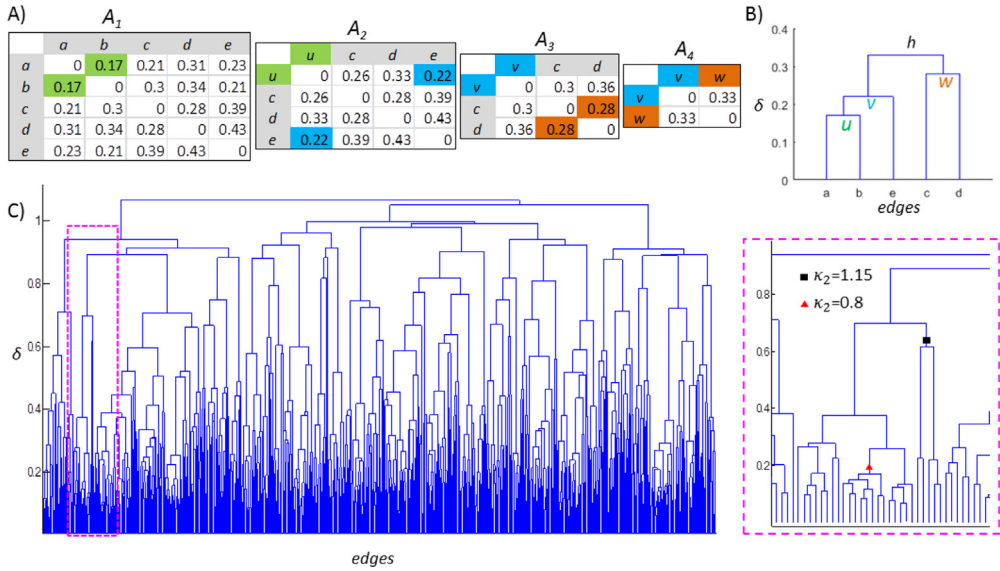 A)
A1
a b c d e
a 0 0.17 0.21 0.31 0.23
b 0.17 0 0.3 0.34 0.21
c 0.21 0.3 0 0.28 0.39
d 0.31 0.34 0.28 0 0.43
e 0.23 0.21 0.39 0.43 0
A2
u c d e
u 0 0.26 0.33 0.22
c 0.26 0 0.28 0.39
d 0.33 0.28 0 0.43
e 0.22 0.39 0.43 0
A3
v c d
v 0 0.3 0.36
c 0.3 0 0.28
d 0.36 0.28 0
A4
v w
v 0 0.33
w 0.33 0
B)
0.4
0.3
0.2
0.1
0
δ
h
u
v
w
a b e c d
edges
C)
1
0.8
0.6
0.4
0.2
δ
edges
0.8
0.6
0.4
0.2
κ2=1.15
κ2=0.8